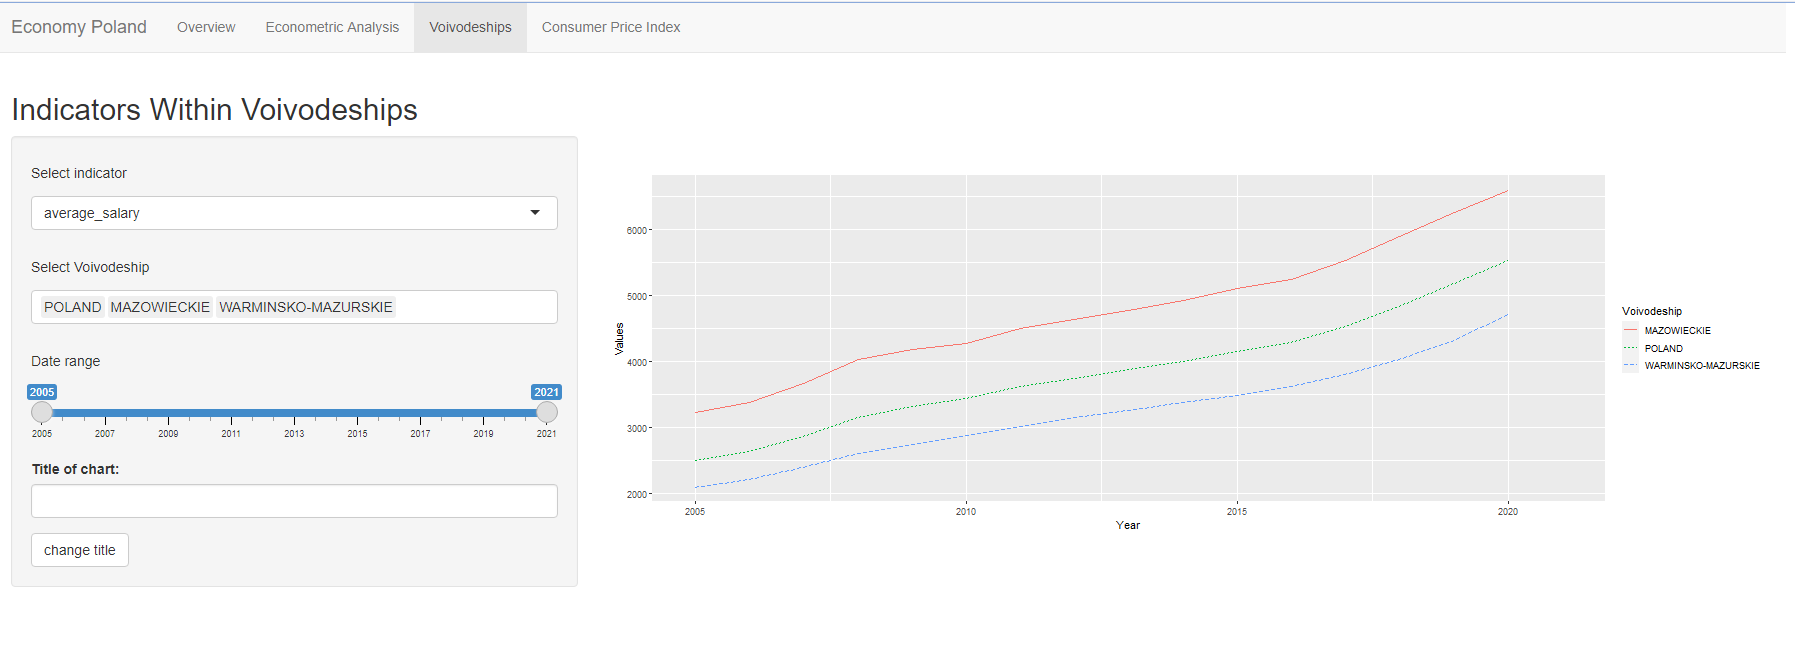 Economy Poland Overview Econometric Analysis Voivodeships Consumer Price Index
Indicators Within Voivodeships
Select indicator
average_salary
Select Voivodeship
POLAND MAZOWIECKIE WARMINSKO-MAZURSKIE
Date range
2005 2021
2005 2007 2009 2011 2013 2015 2017 2019 2021
Title of chart:
change title
Values
6000
5000
4000
3000
2000
2005 2010 2015 2020
Year
Voivodeship
MAZOWIECKIE
POLAND
WARMINSKO-MAZURSKIE